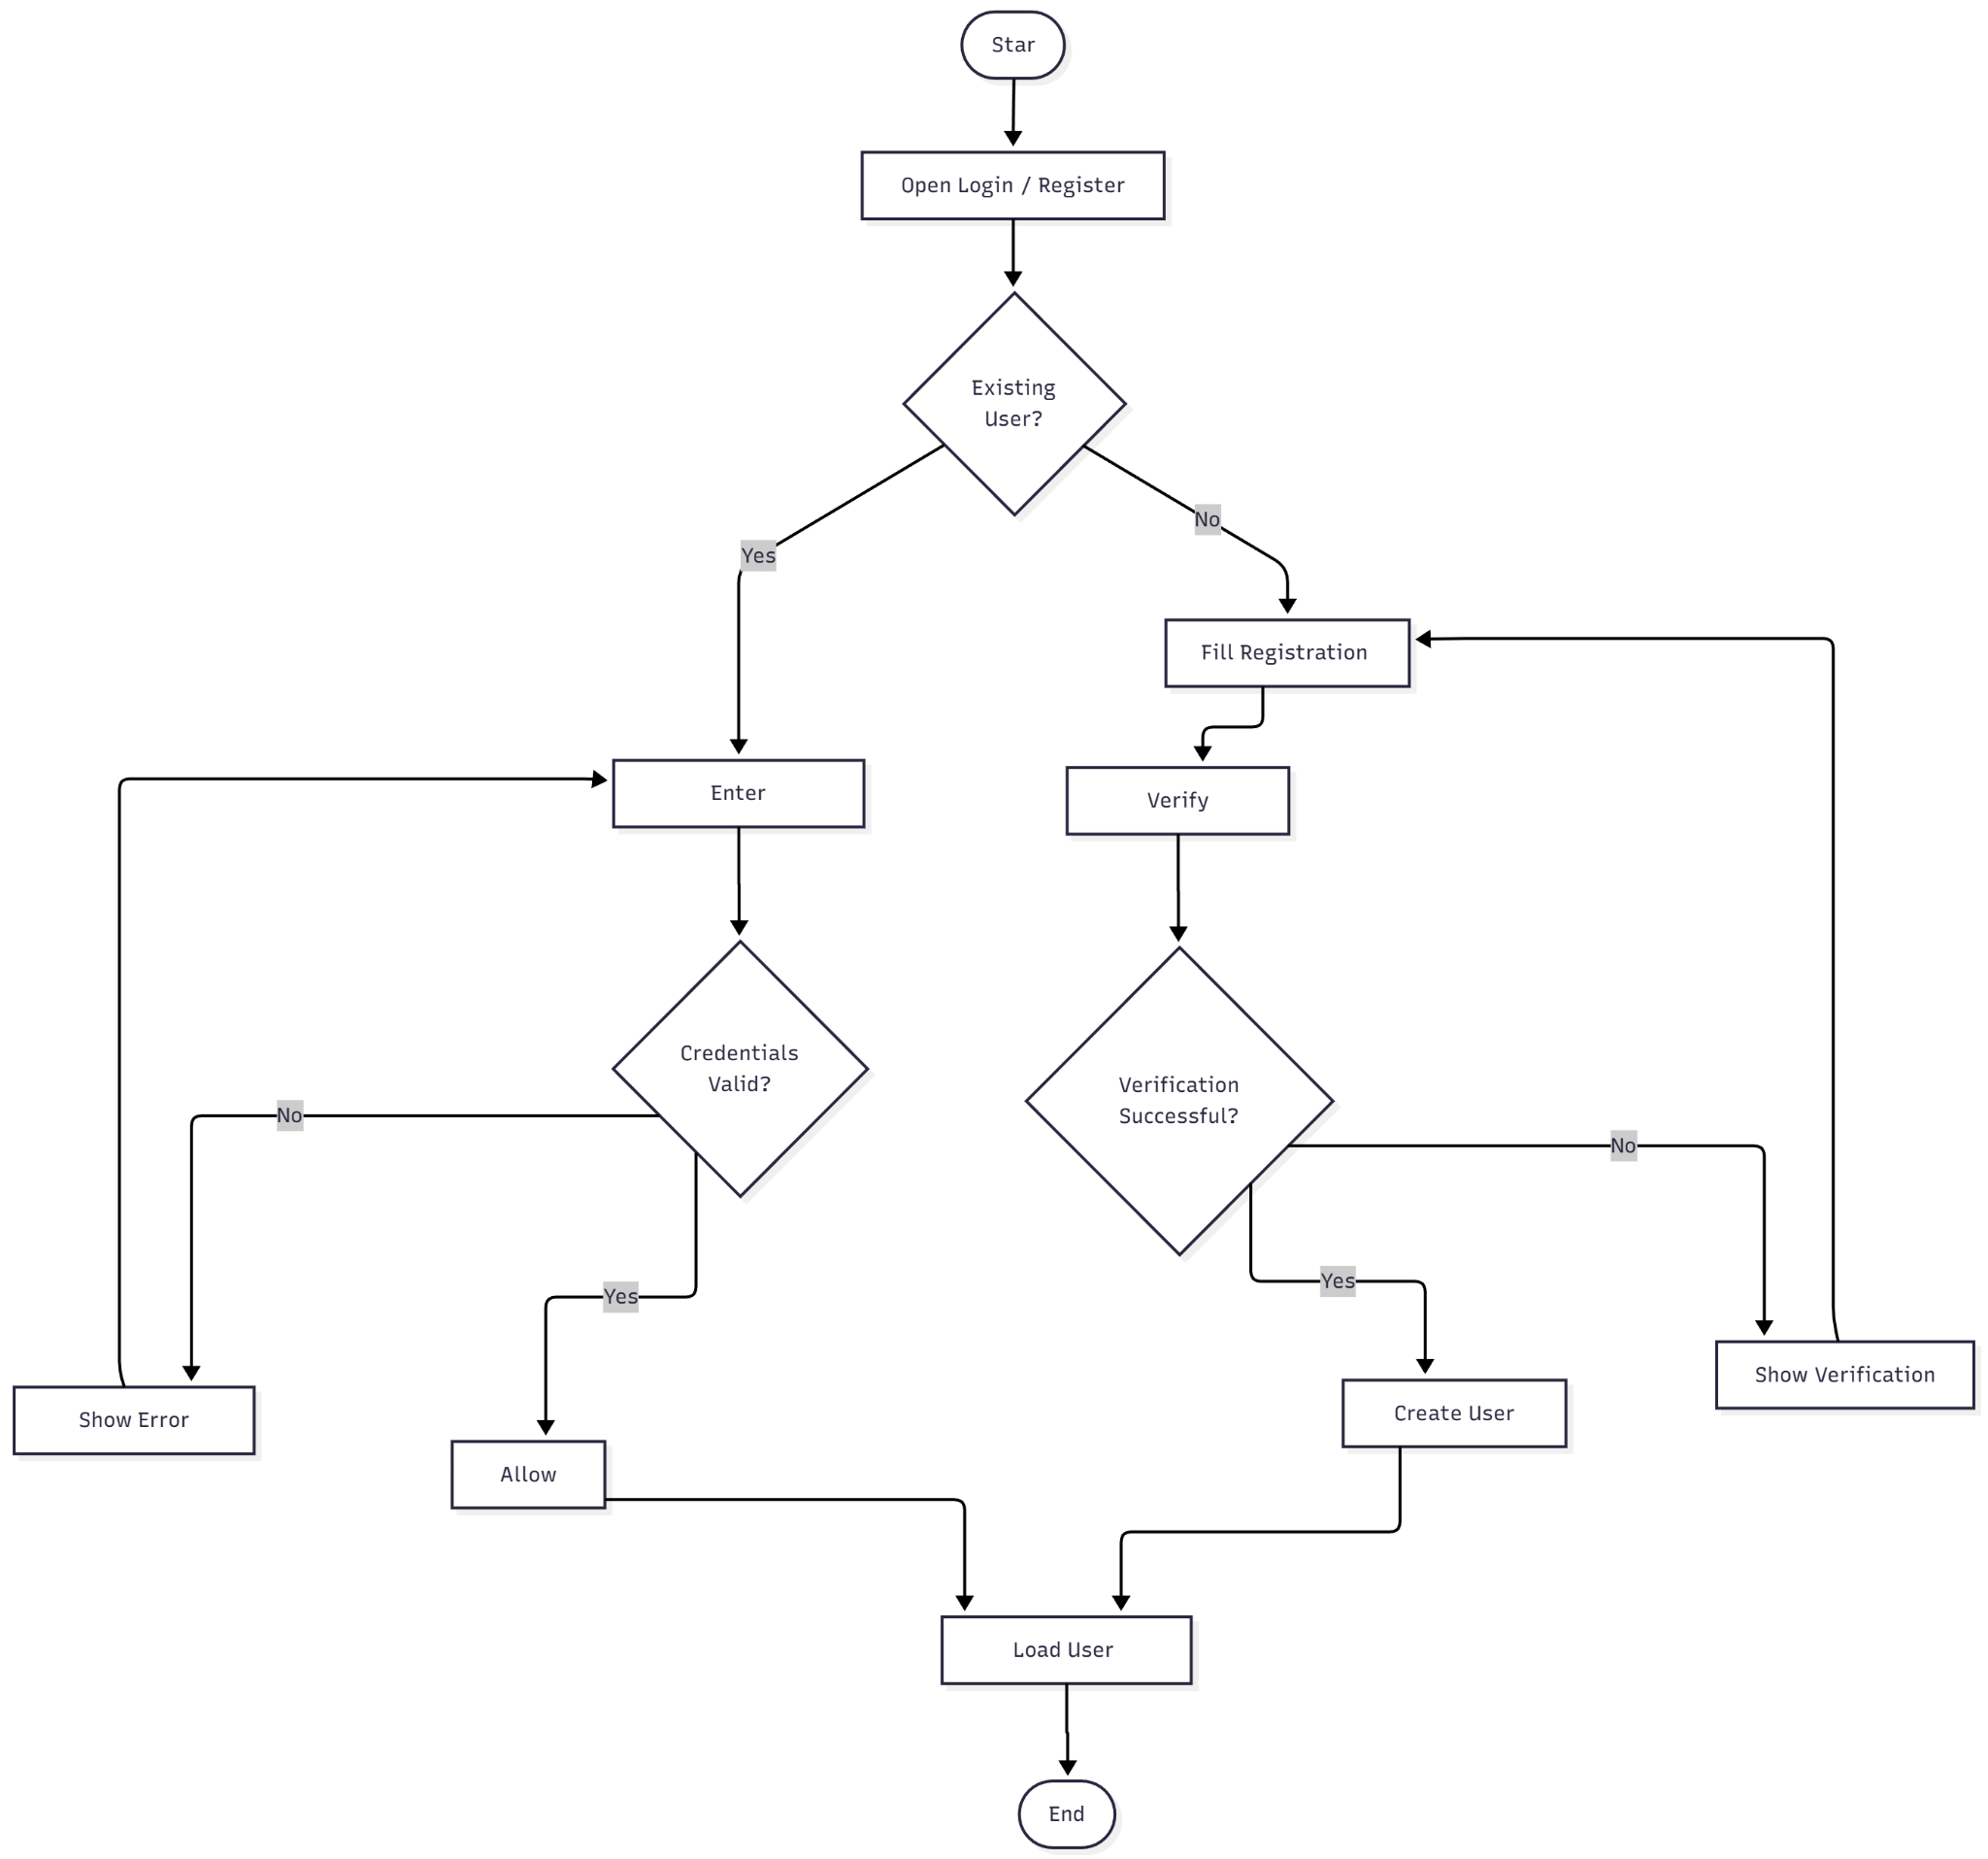 Star
Open Login / Register
Existing
User?
No
Yes
Fill Registration
Enter
Verify
Credentials
Valid?
Verification
Successful?
No
No
Yes
Yes
Show Verification
Create User
Show Error
Allow
Load User
End